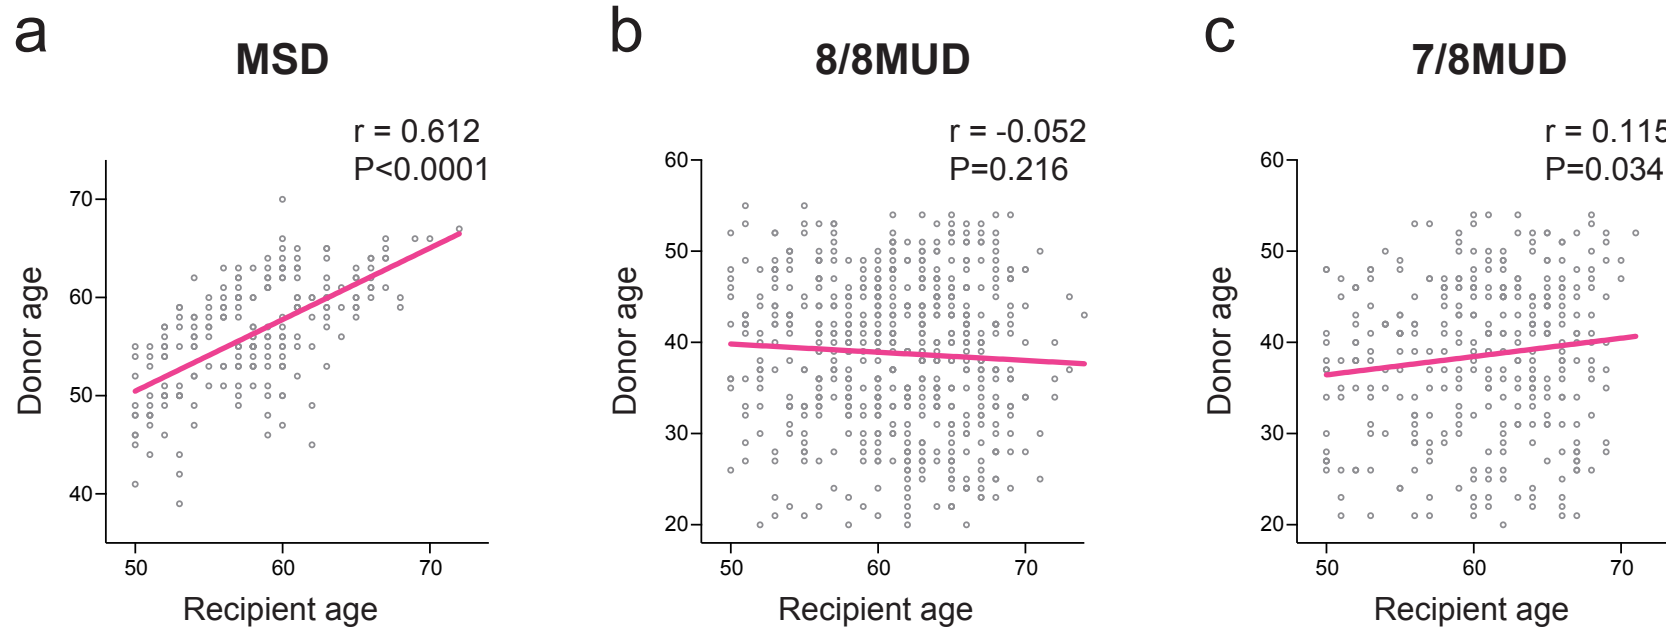 a
MSD
r = 0.612
P<0.0001
70
60
50
40
Donor age
50
60
70
Recipient age
b
8/8MUD
r = -0.052
P=0.216
60
50
40
30
20
Donor age
50
60
70
Recipient age
c
7/8MUD
r = 0.115
P=0.034
60
50
40
30
20
Donor age
50
60
70
Recipient age